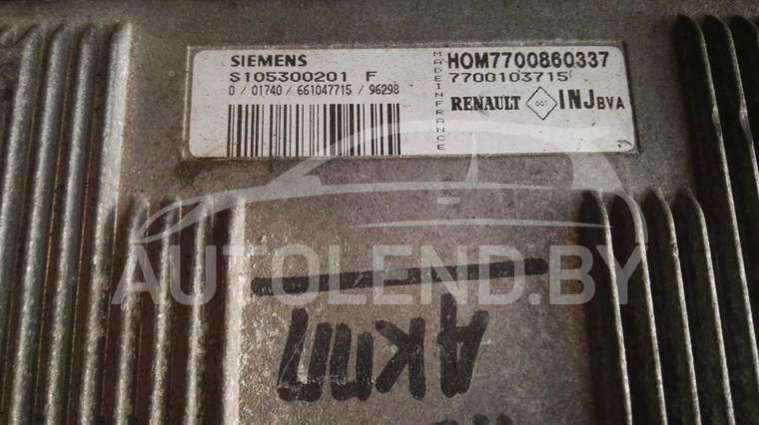 SIEMENS
S105300201 F
0 / 01740 / 661047715 / 96298
MADE IN FRANCE
HOM7700860337
7700103715
RENAULT INJ BVA
AUTOLEND.BY
АКПП